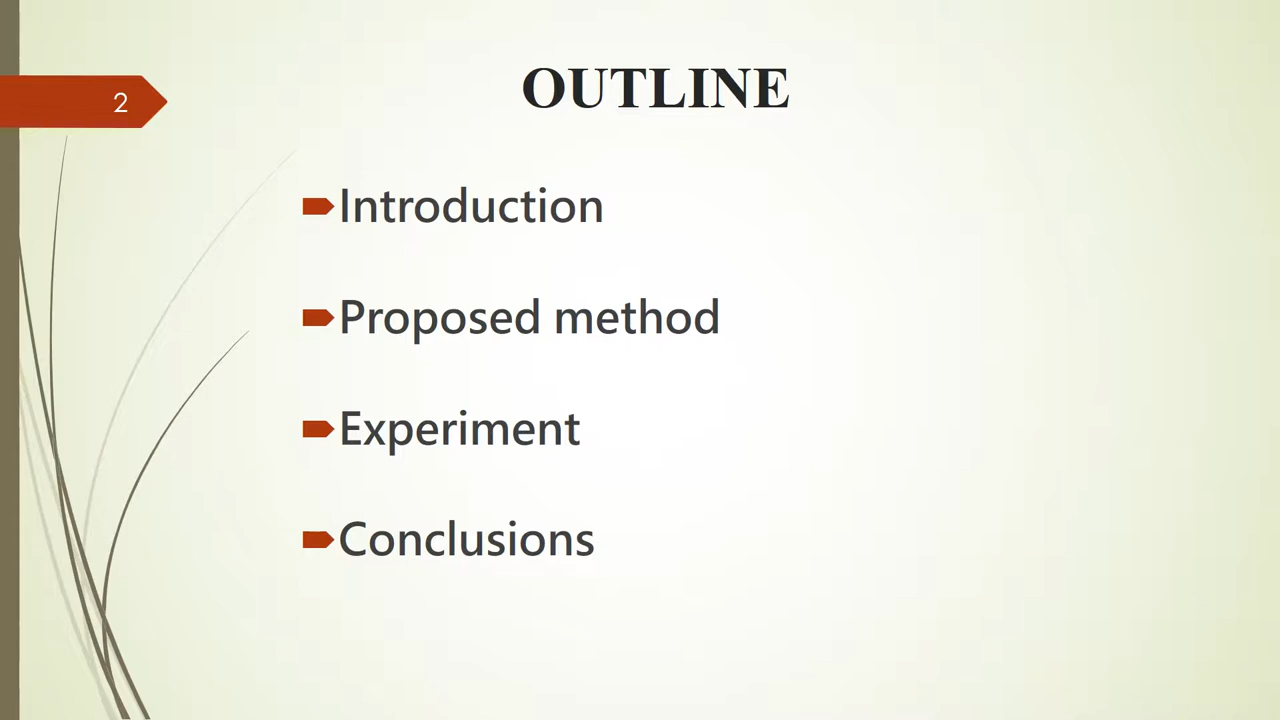 2
OUTLINE
Introduction
Proposed method
Experiment
Conclusions